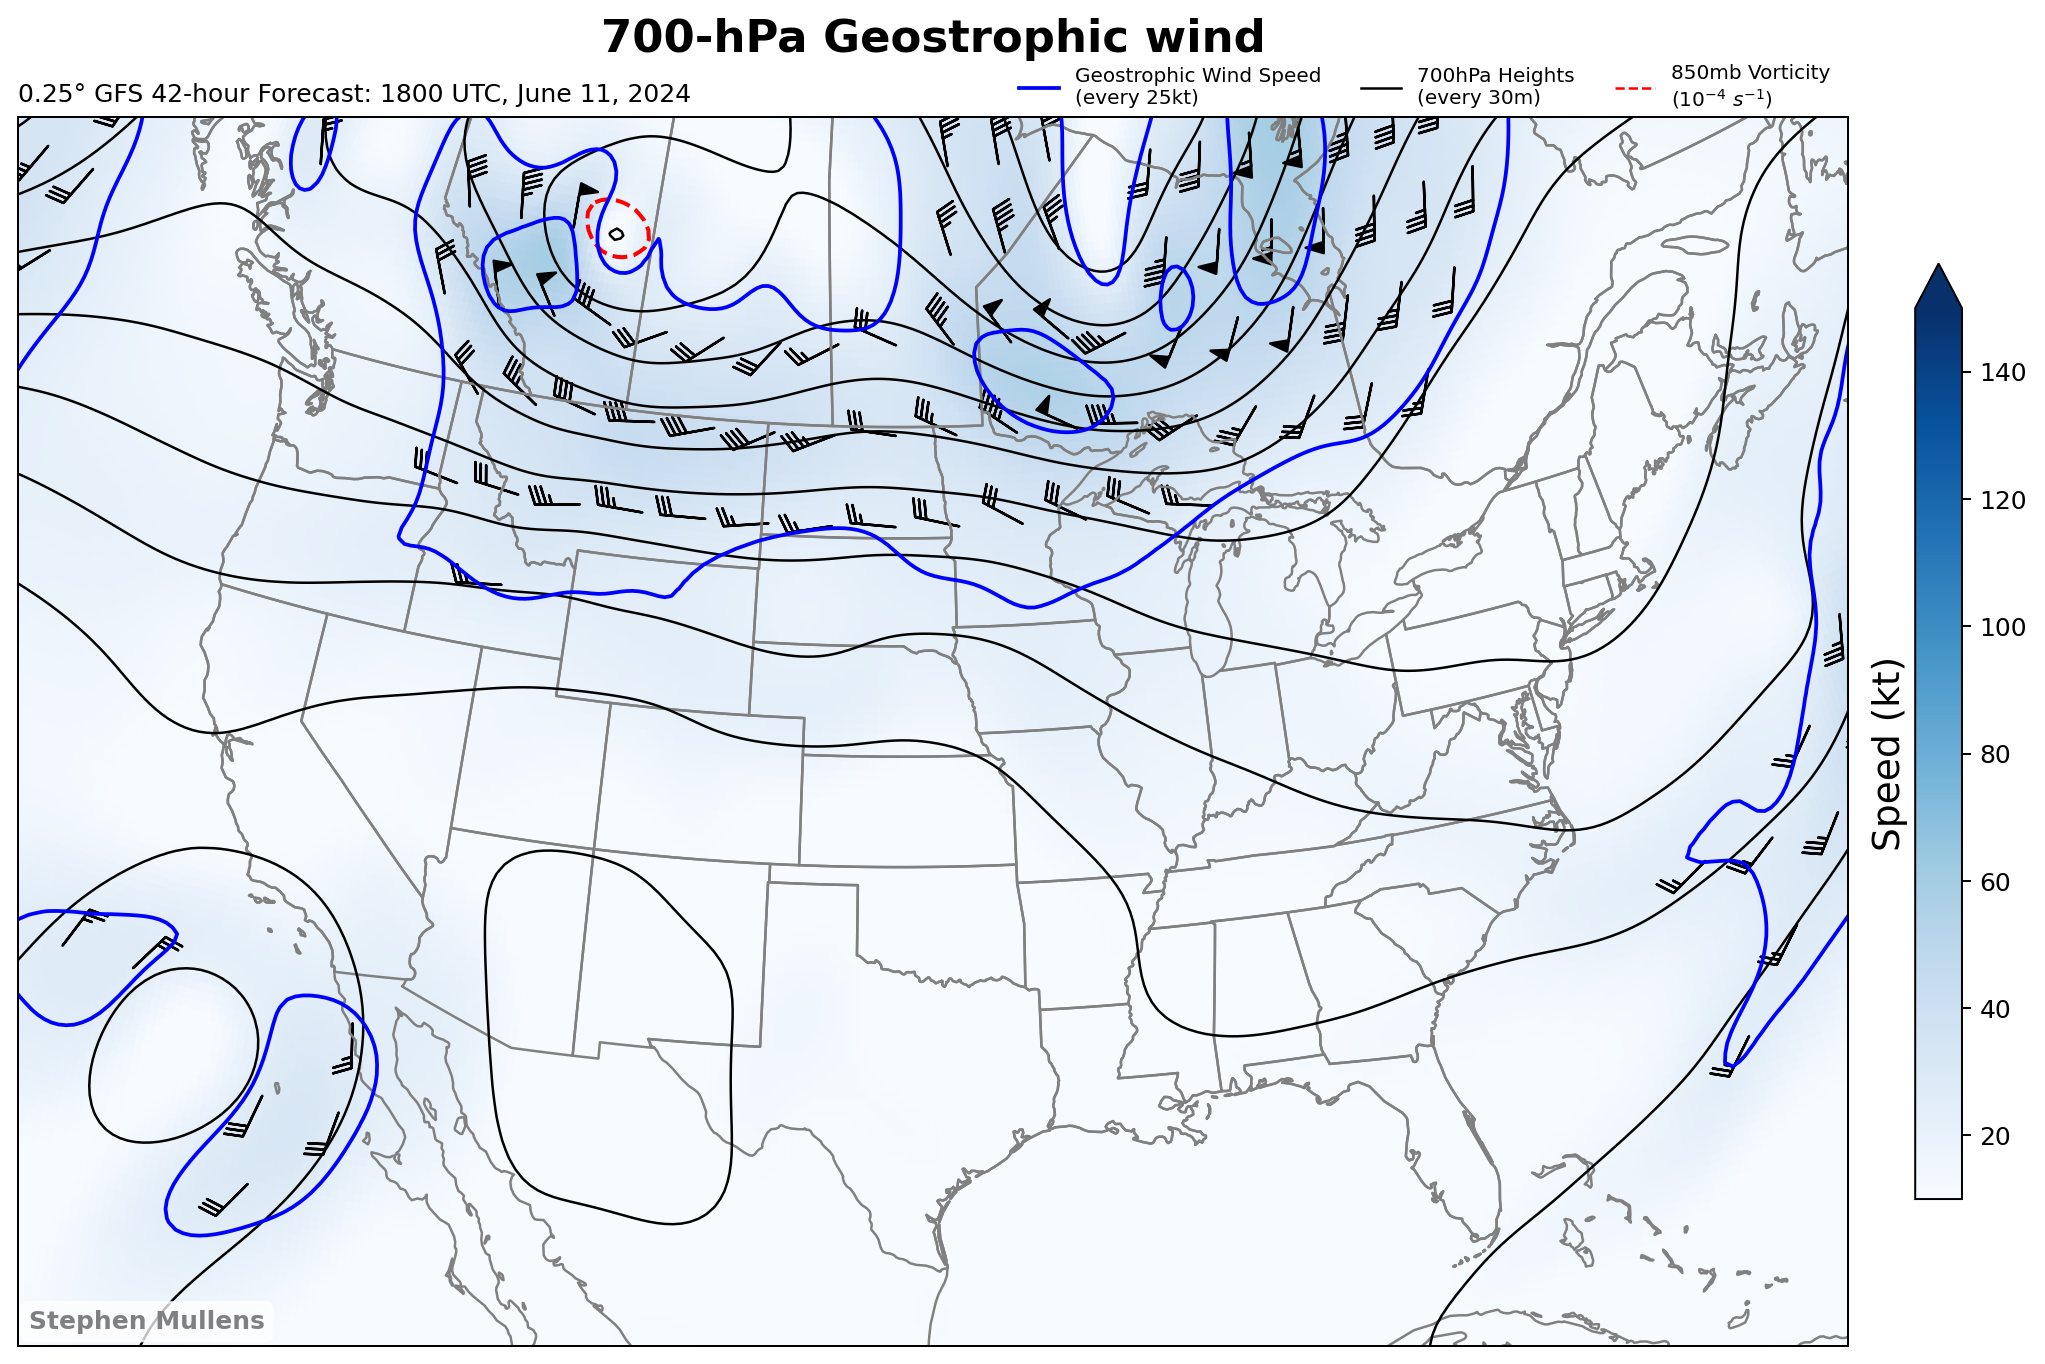 700-hPa Geostrophic wind
0.25° GFS 42-hour Forecast: 1800 UTC, June 11, 2024
Geostrophic Wind Speed
(every 25kt)
700hPa Heights
(every 30m)
850mb Vorticity
(10⁻⁴ s⁻¹)
140
120
100
80
60
40
20
Speed (kt)
Stephen Mullens